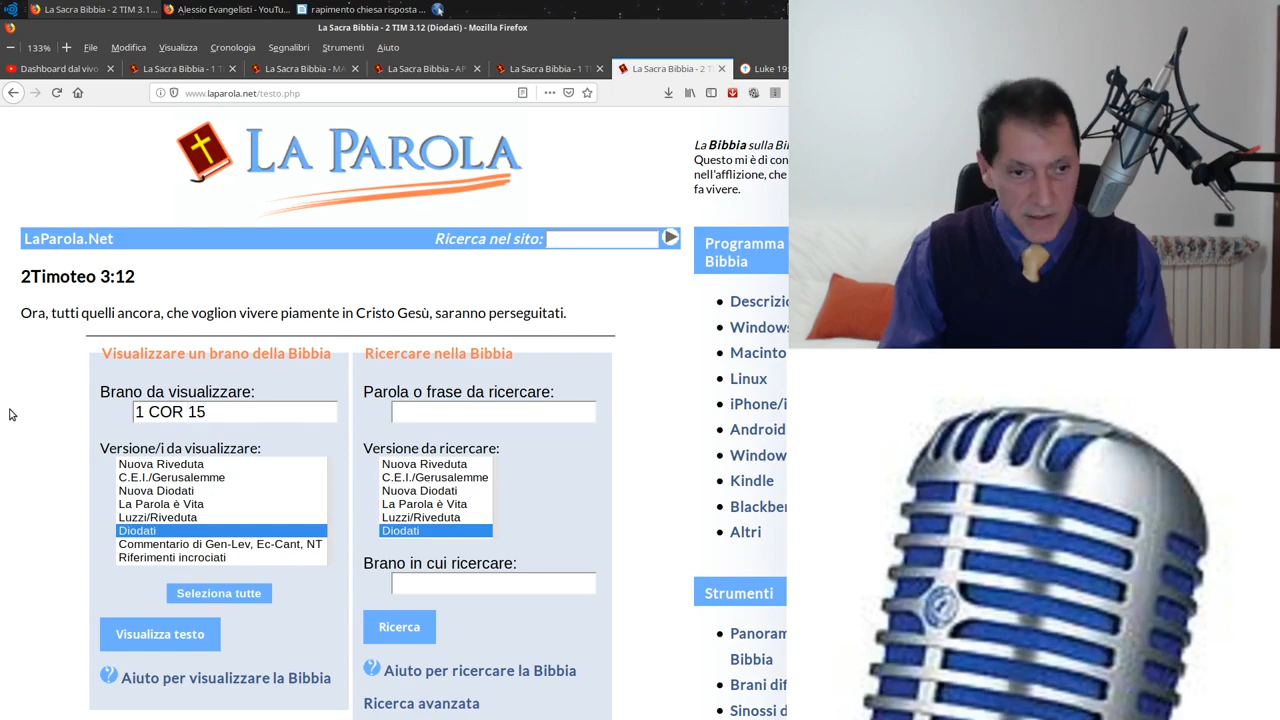 La Sacra Bibbia - 2 TIM 3.1...
Alessio Evangelisti - YouTu...
rapimento chiesa risposta ...
La Sacra Bibbia - 2 TIM 3.12 (Diodati) - Mozilla Firefox
133%
File
Modifica
Visualizza
Cronologia
Segnalibri
Strumenti
Aiuto
Dashboard dal vivo
La Sacra Bibbia - 1 T
La Sacra Bibbia - MA
La Sacra Bibbia - AP
La Sacra Bibbia - 1 T
La Sacra Bibbia - 2 T
Luke 19:
www.laparola.net/testo.php
LA PAROLA
La Bibbia sulla Bi
Questo mi è di con
nell'afflizione, che
fa vivere.
LaParola.Net
Ricerca nel sito:
2Timoteo 3:12
Ora, tutti quelli ancora, che voglion vivere piamente in Cristo Gesù, saranno perseguitati.
Visualizzare un brano della Bibbia
Brano da visualizzare:
1 COR 15
Versione/i da visualizzare:
Nuova Riveduta
C.E.I./Gerusalemme
Nuova Diodati
La Parola è Vita
Luzzi/Riveduta
Diodati
Commentario di Gen-Lev, Ec-Cant, NT
Riferimenti incrociati
Seleziona tutte
Visualizza testo
Aiuto per visualizzare la Bibbia
Ricercare nella Bibbia
Parola o frase da ricercare:
Versione da ricercare:
Nuova Riveduta
C.E.I./Gerusalemme
Nuova Diodati
La Parola è Vita
Luzzi/Riveduta
Diodati
Brano in cui ricercare:
Ricerca
Aiuto per ricercare la Bibbia
Ricerca avanzata
Programma
Bibbia
Descrizio
Windows
Macinto
Linux
iPhone/i
Android
Window
Kindle
Blackber
Altri
Strumenti
Panoram
Bibbia
Brani dif
Sinossi d